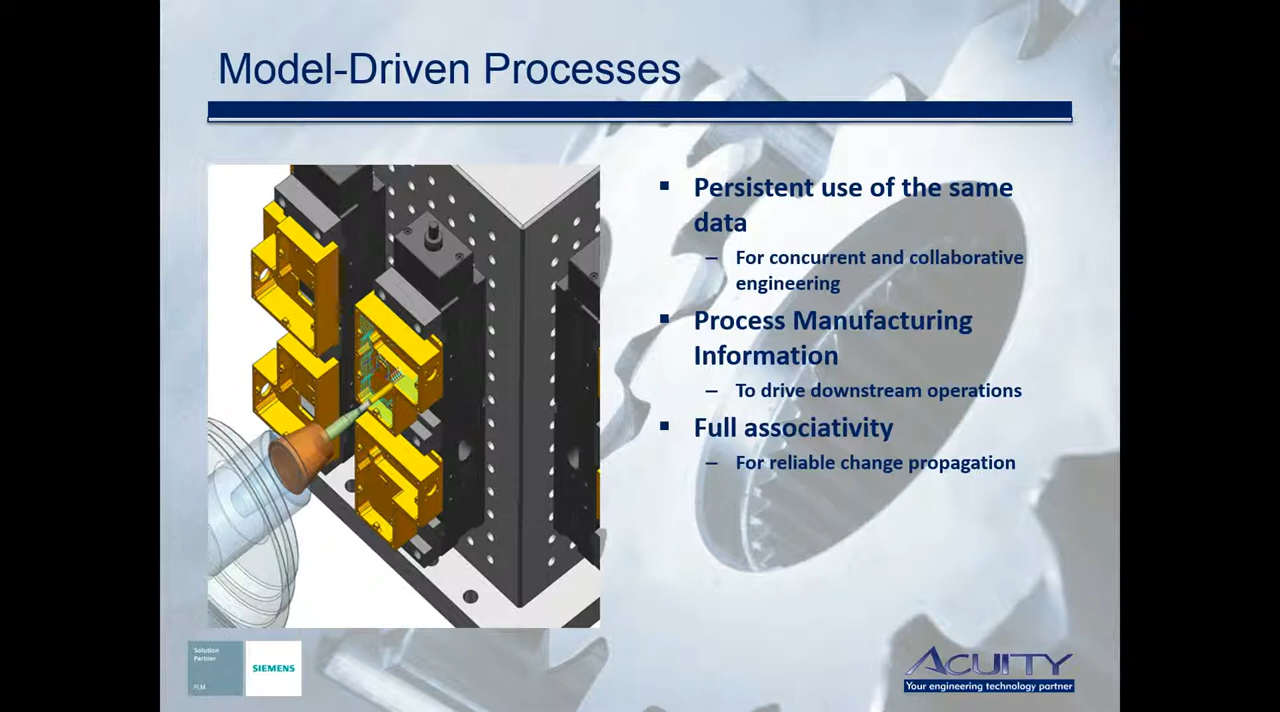 Model-Driven Processes
▪ Persistent use of the same
data
– For concurrent and collaborative
engineering
▪ Process Manufacturing
Information
– To drive downstream operations
▪ Full associativity
– For reliable change propagation
Solution
Partner
PLM
SIEMENS
ACUITY
Your engineering technology partner